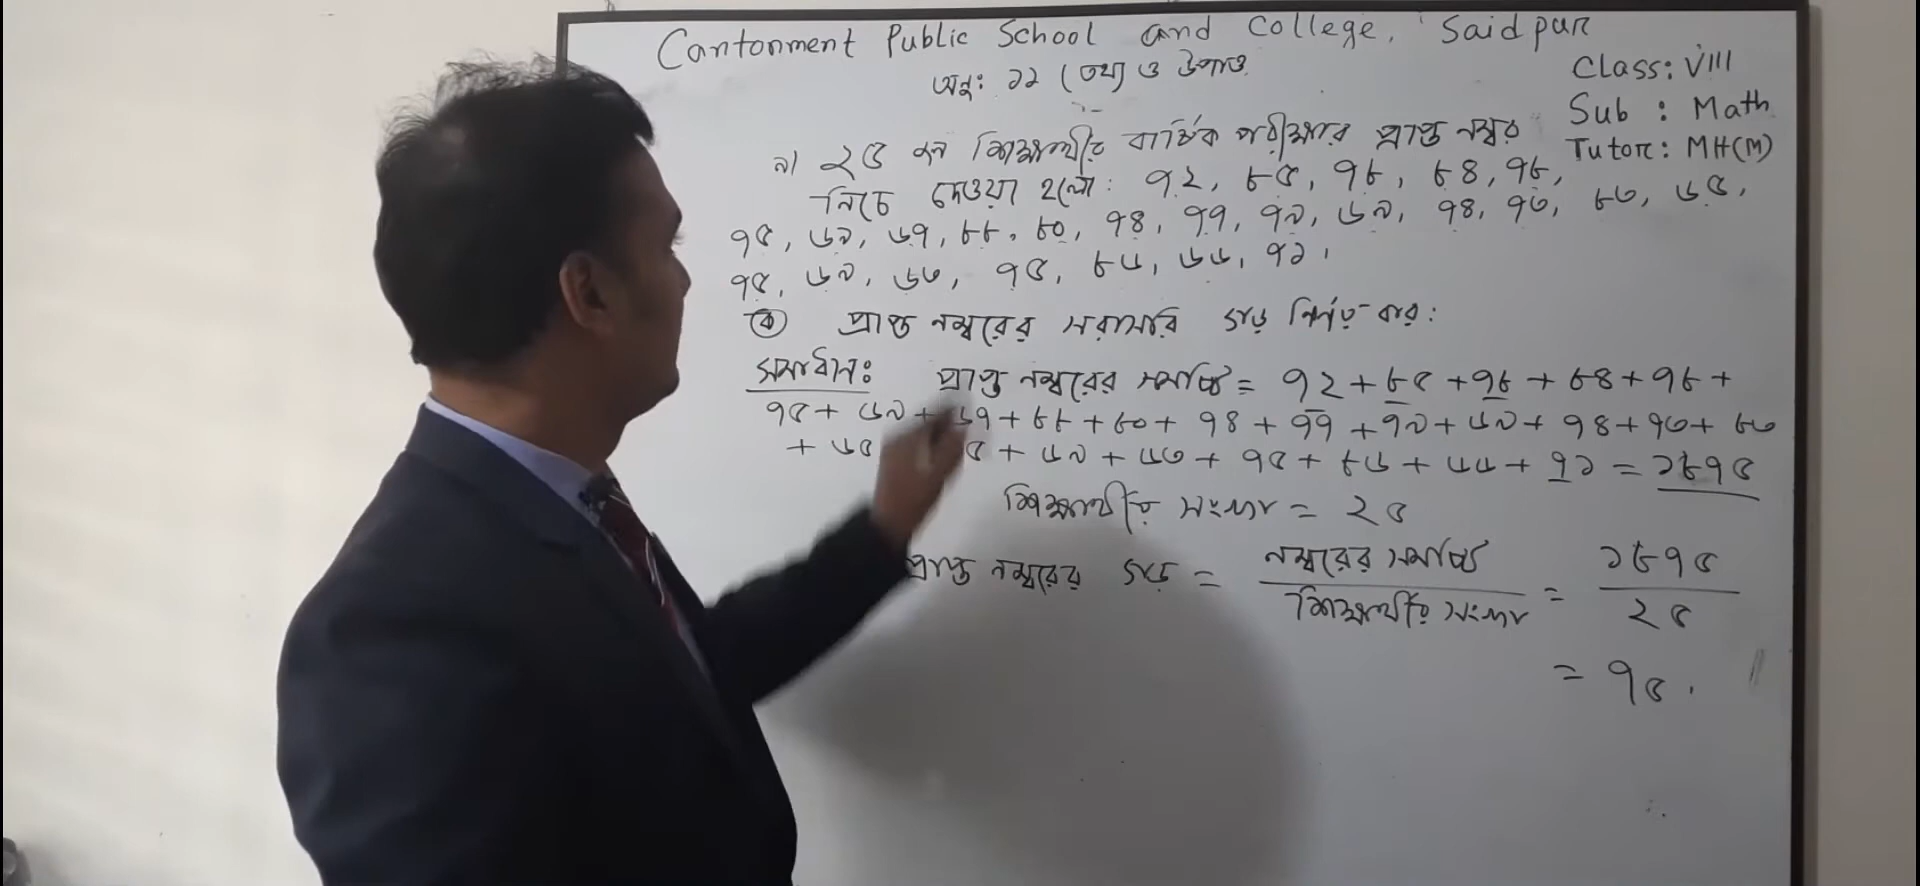 Cantonment Public School and College, Saidpur
অনু: ১১ (তথ্য ও উপাত্ত
Class: VIII
Sub : Math
Tutor: MH(M)
৯। ২৫ জন শিক্ষার্থীর বার্ষিক পরীক্ষার প্রাপ্ত নম্বর
নিচে দেওয়া হলো: ৭২, ৮৫, ৭৮, ৮৪, ৭৮,
৭৫, ৬৯, ৬৭, ৮৮, ৮০, ৭৪, ৭৭, ৭৯, ৬৯, ৭৪, ৭৩, ৮৩, ৬৫,
৭৫, ৬৯, ৬৩, ৭৫, ৮৬, ৬৬, ৭১,
ক প্রাপ্ত নম্বরের সরাসরি গড় নির্ণয় কর:
সমাধান: প্রাপ্ত নম্বরের সমষ্টি = ৭২+৮৫+৭৮+৮৪+৭৮+
৭৫+ ৬৯+ ৬৭+৮৮+৮০+ ৭৪+৭৭+৭৯+৬৯+ ৭৪+৭৩+ ৮৩
+ ৬৫ ৫+ ৬৯+ ৬৩+ ৭৫+ ৮৬+ ৬৬+ ৭১ = ১৮৭৫
শিক্ষার্থীর সংখ্যা = ২৫
প্রাপ্ত নম্বরের গড় = নম্বরের সমষ্টি / শিক্ষার্থীর সংখ্যা = ১৮৭৫ / ২৫
= ৭৫.